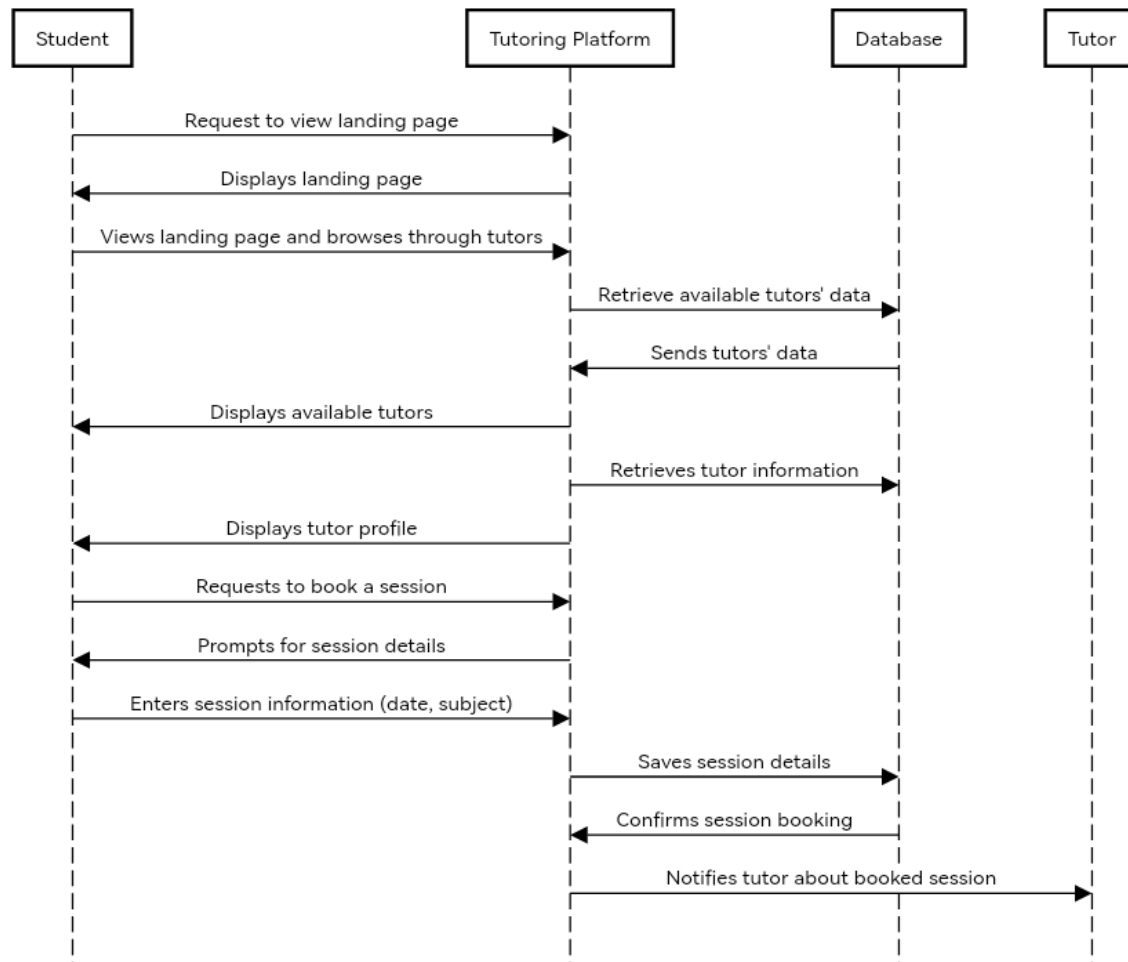 Student
Tutoring Platform
Database
Tutor
Request to view landing page
Displays landing page
Views landing page and browses through tutors
Retrieve available tutors' data
Sends tutors' data
Displays available tutors
Retrieves tutor information
Displays tutor profile
Requests to book a session
Prompts for session details
Enters session information (date, subject)
Saves session details
Confirms session booking
Notifies tutor about booked session